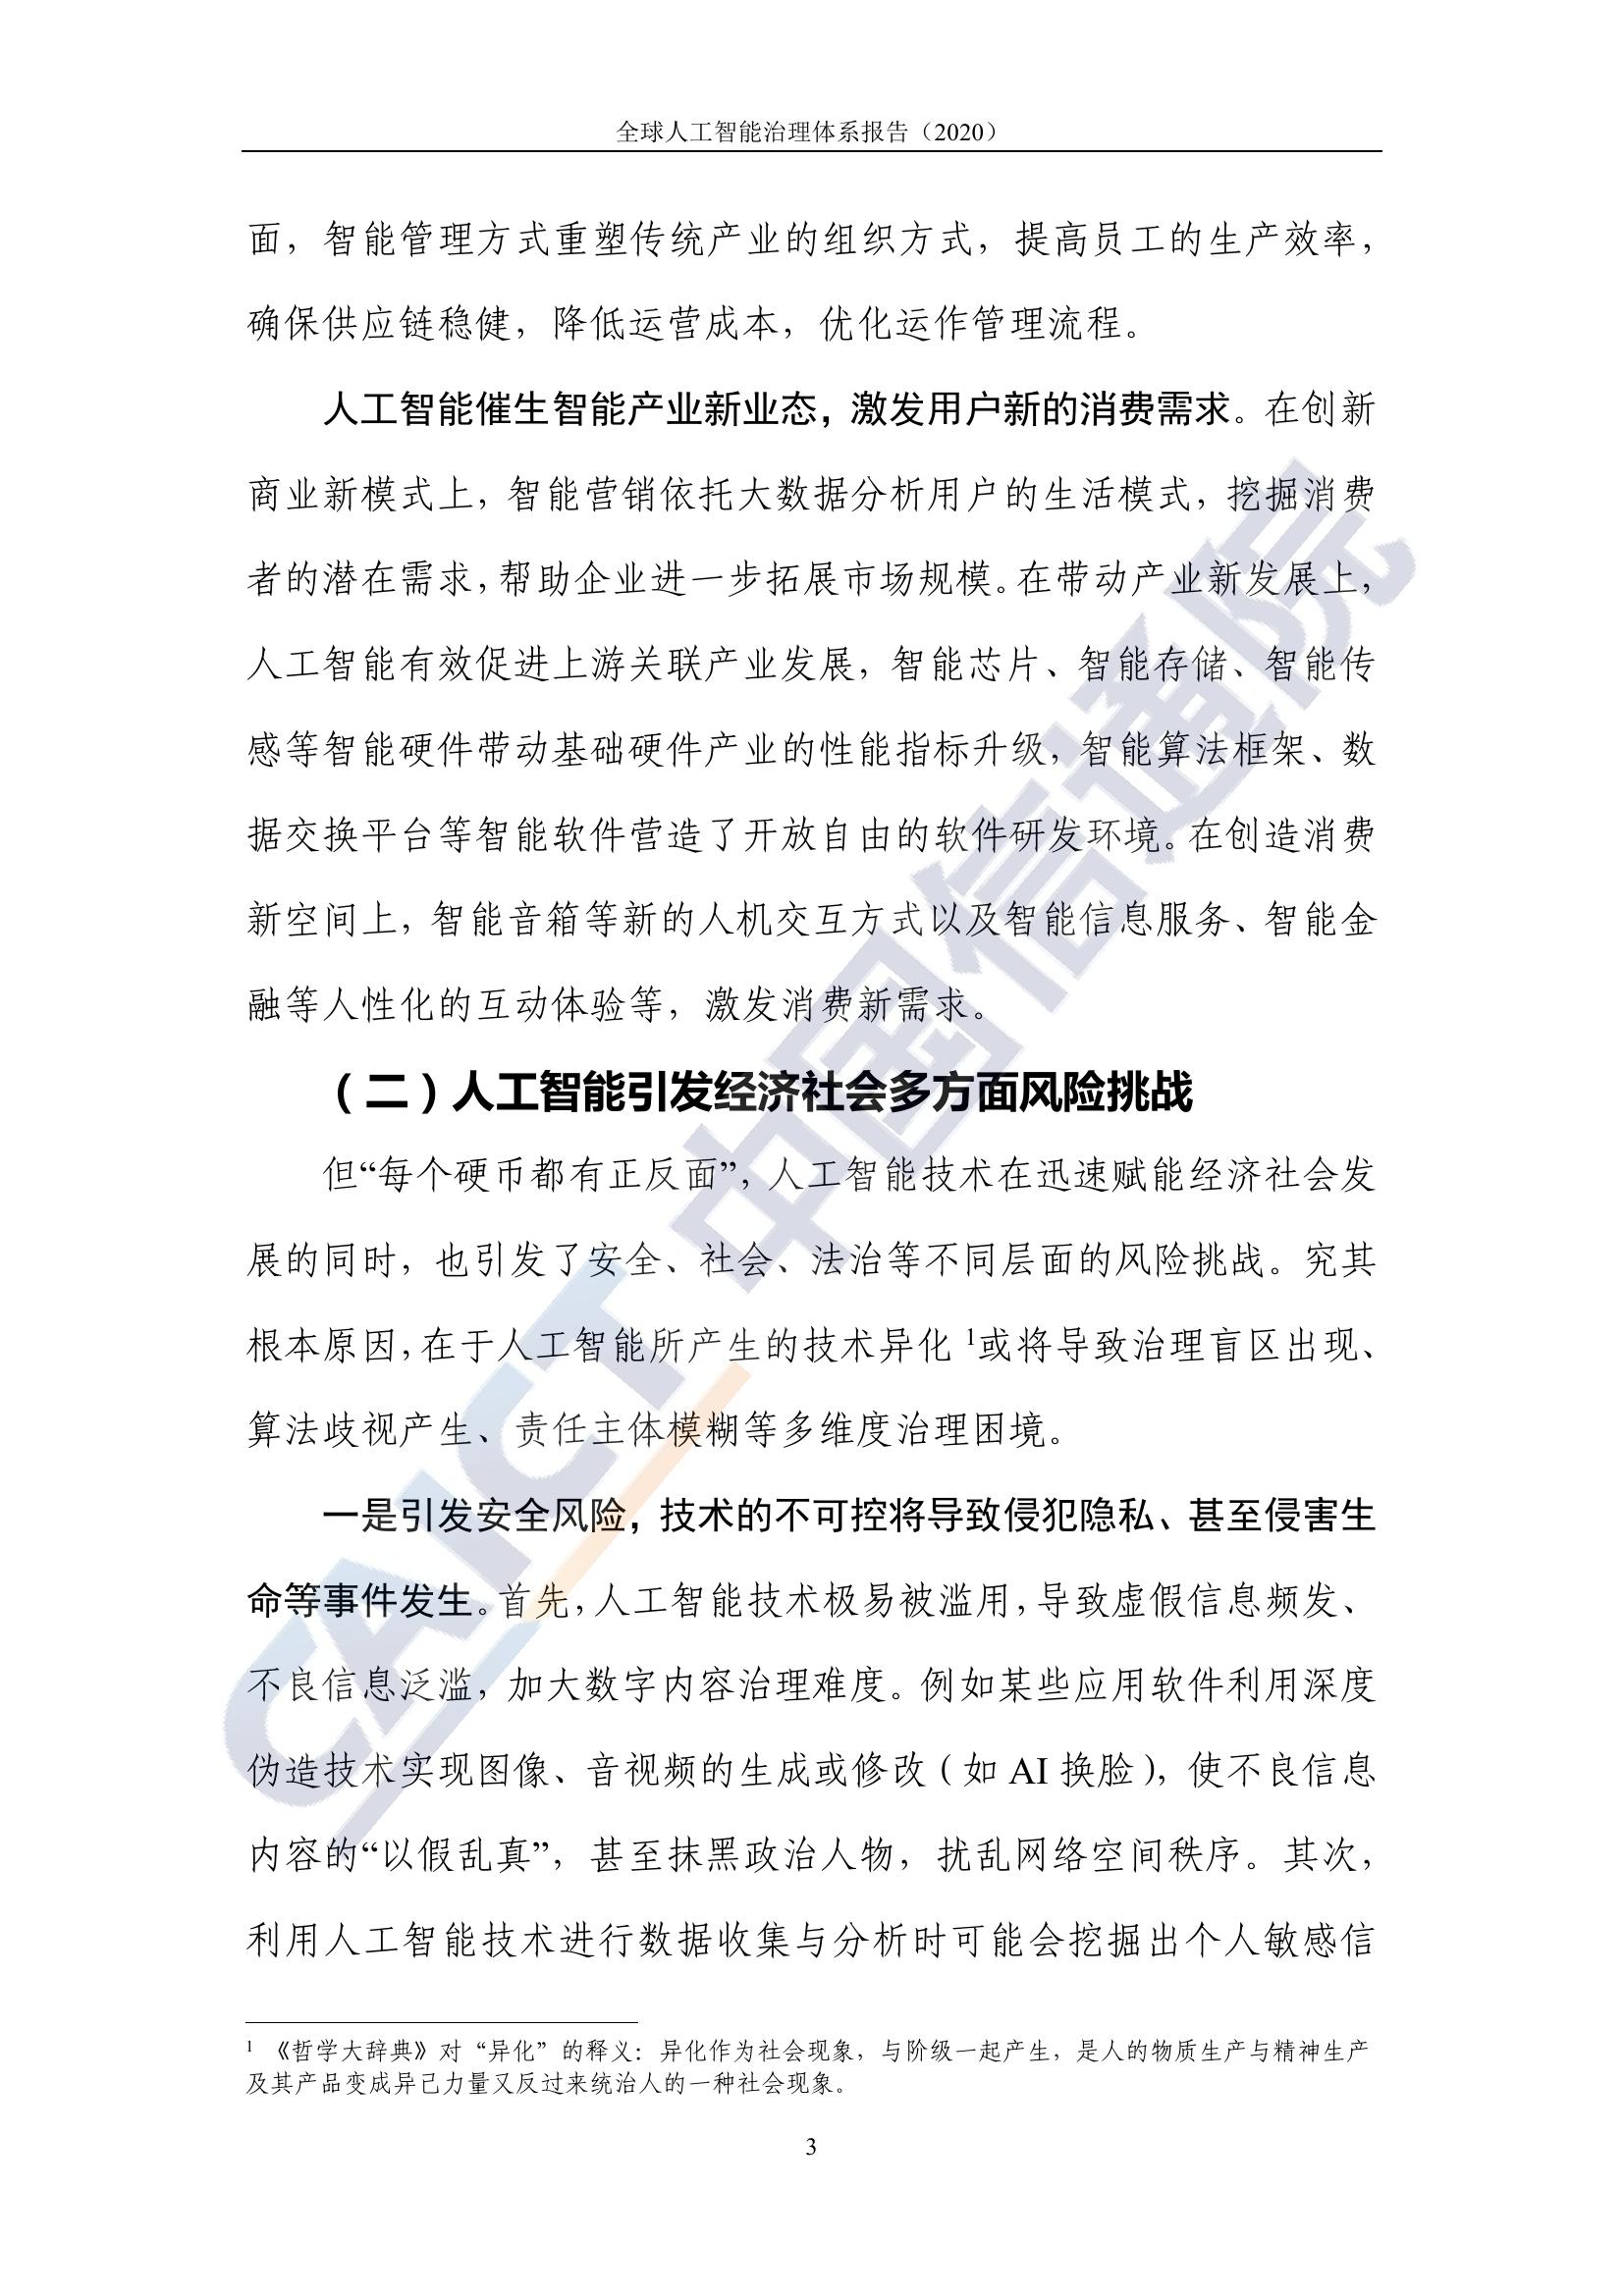 全球人工智能治理体系报告（2020）
面，智能管理方式重塑传统产业的组织方式，提高员工的生产效率，
确保供应链稳健，降低运营成本，优化运作管理流程。
人工智能催生智能产业新业态，激发用户新的消费需求。在创新
商业新模式上，智能营销依托大数据分析用户的生活模式，挖掘消费
者的潜在需求，帮助企业进一步拓展市场规模。在带动产业新发展上，
人工智能有效促进上游关联产业发展，智能芯片、智能存储、智能传
感等智能硬件带动基础硬件产业的性能指标升级，智能算法框架、数
据交换平台等智能软件营造了开放自由的软件研发环境。在创造消费
新空间上，智能音箱等新的人机交互方式以及智能信息服务、智能金
融等人性化的互动体验等，激发消费新需求。
（二）人工智能引发经济社会多方面风险挑战
但“每个硬币都有正反面”，人工智能技术在迅速赋能经济社会发
展的同时，也引发了安全、社会、法治等不同层面的风险挑战。究其
根本原因，在于人工智能所产生的技术异化 1或将导致治理盲区出现、
算法歧视产生、责任主体模糊等多维度治理困境。
一是引发安全风险，技术的不可控将导致侵犯隐私、甚至侵害生
命等事件发生。首先，人工智能技术极易被滥用，导致虚假信息频发、
不良信息泛滥，加大数字内容治理难度。例如某些应用软件利用深度
伪造技术实现图像、音视频的生成或修改（如 AI 换脸），使不良信息
内容的“以假乱真”，甚至抹黑政治人物，扰乱网络空间秩序。其次，
利用人工智能技术进行数据收集与分析时可能会挖掘出个人敏感信
1 《哲学大辞典》对“异化”的释义：异化作为社会现象，与阶级一起产生，是人的物质生产与精神生产
及其产品变成异己力量又反过来统治人的一种社会现象。
3
CAICT 中国信通院